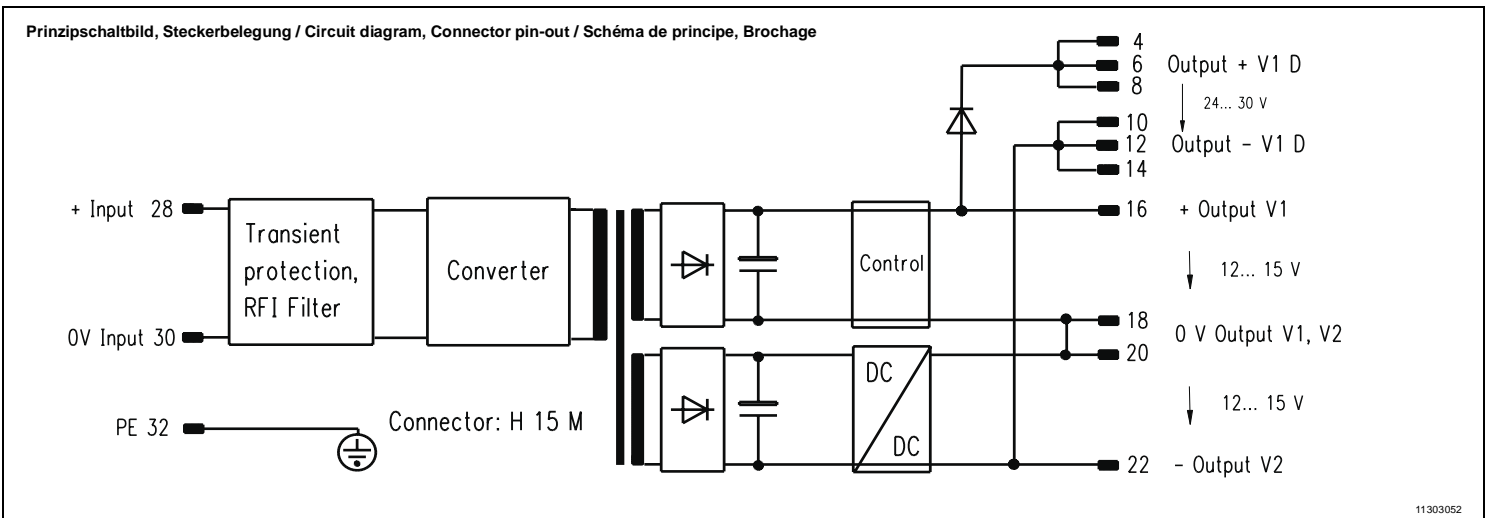 Prinzipschaltbild, Steckerbelegung / Circuit diagram, Connector pin-out / Schéma de principe, Brochage
4
6 Output + V1 D
8
24... 30 V
10
12 Output - V1 D
14
+ Input 28
Transient
protection,
RFI Filter
Converter
Control
16 + Output V1
12... 15 V
0V Input 30
18
0 V Output V1, V2
20
DC
DC
12... 15 V
PE 32
Connector: H 15 M
22 - Output V2
11303052